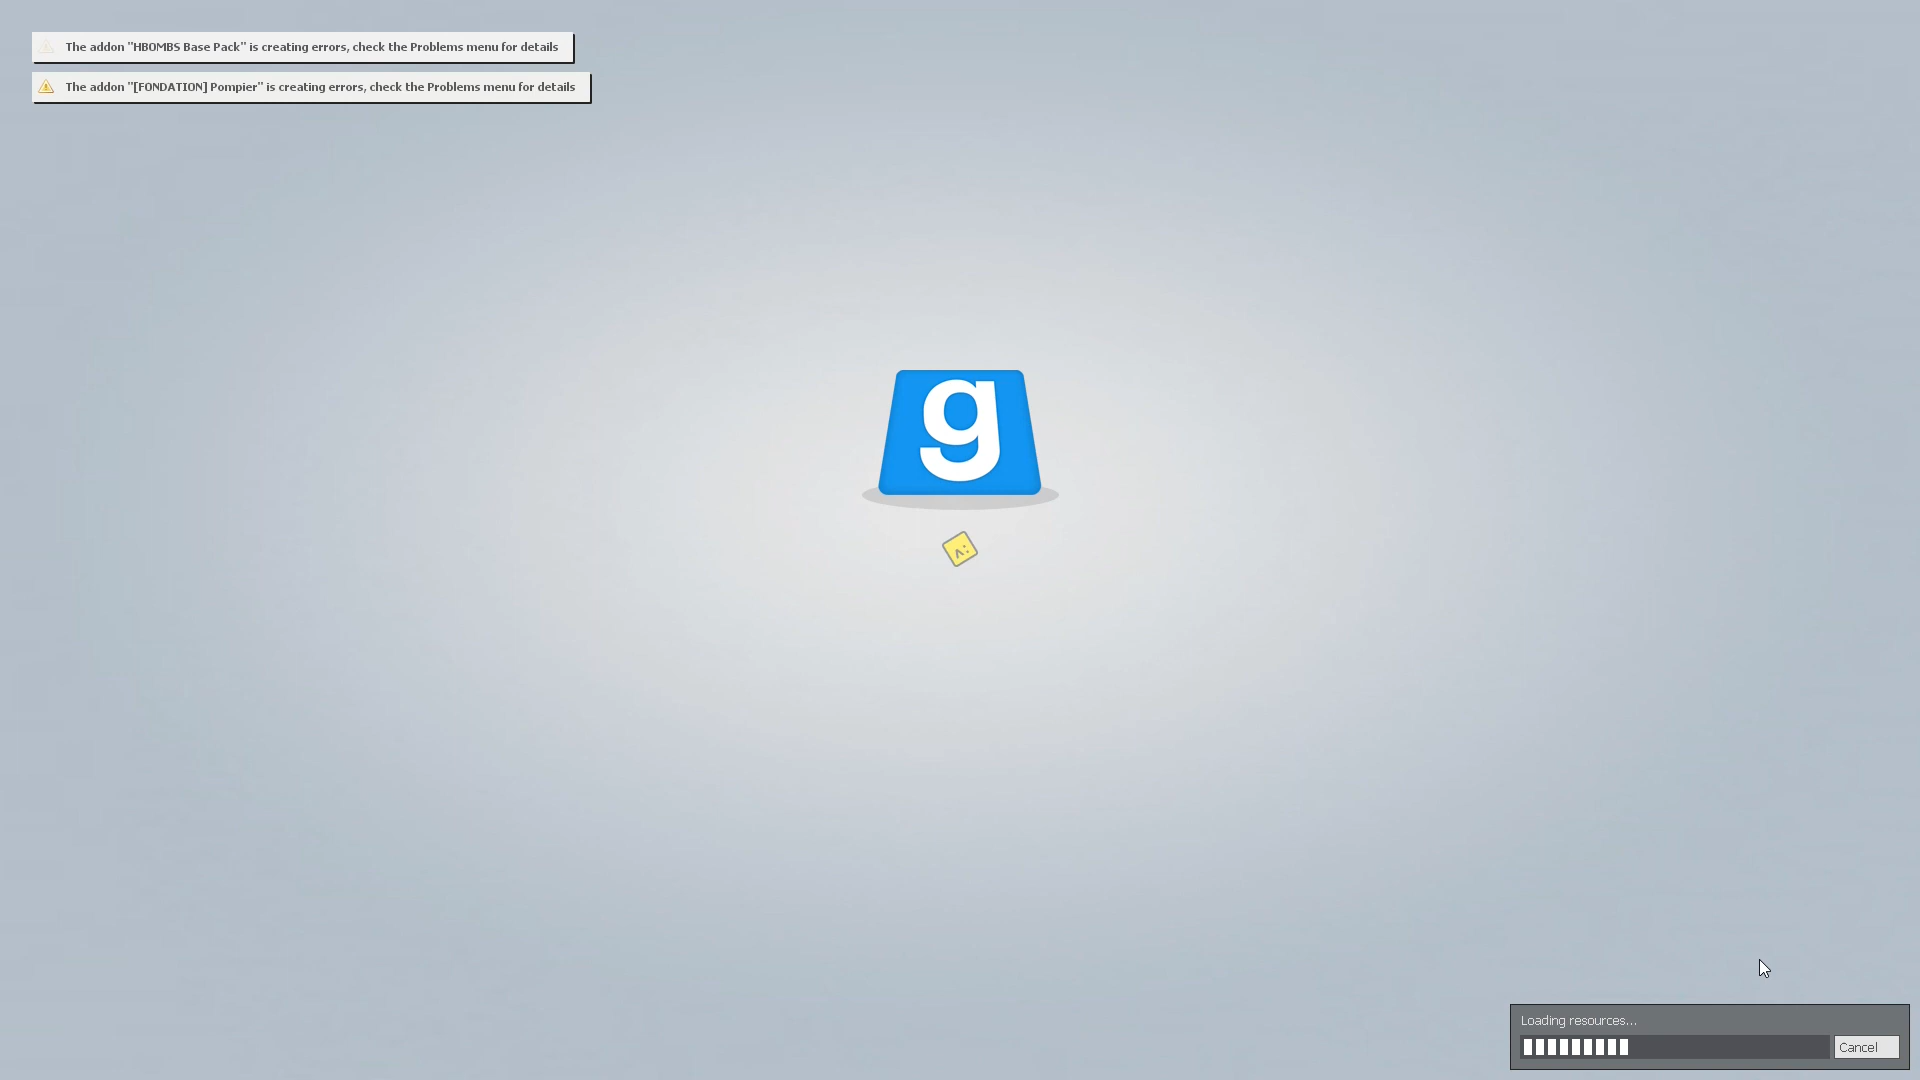 The addon "HBOMBS Base Pack" is creating errors, check the Problems menu for details
The addon "[FONDATION] Pompier" is creating errors, check the Problems menu for details
g
Loading resources...
Cancel